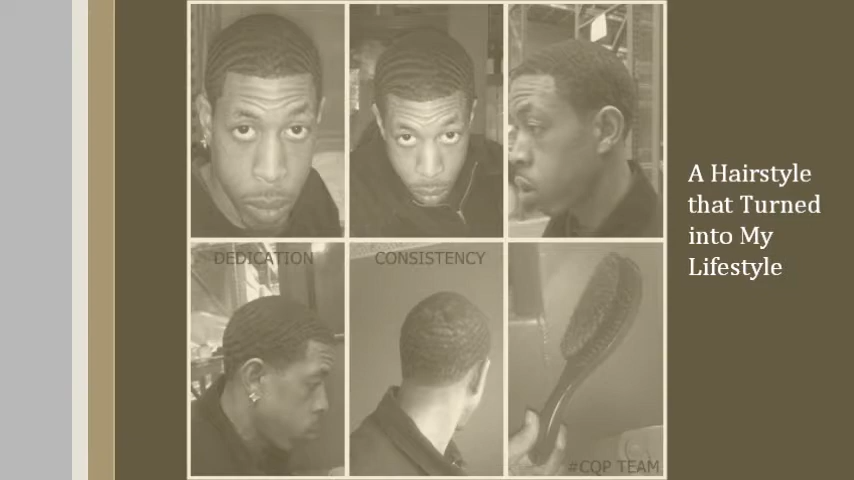 A Hairstyle
that Turned
into My
Lifestyle
DEDICATION
CONSISTENCY
#CQP TEAM